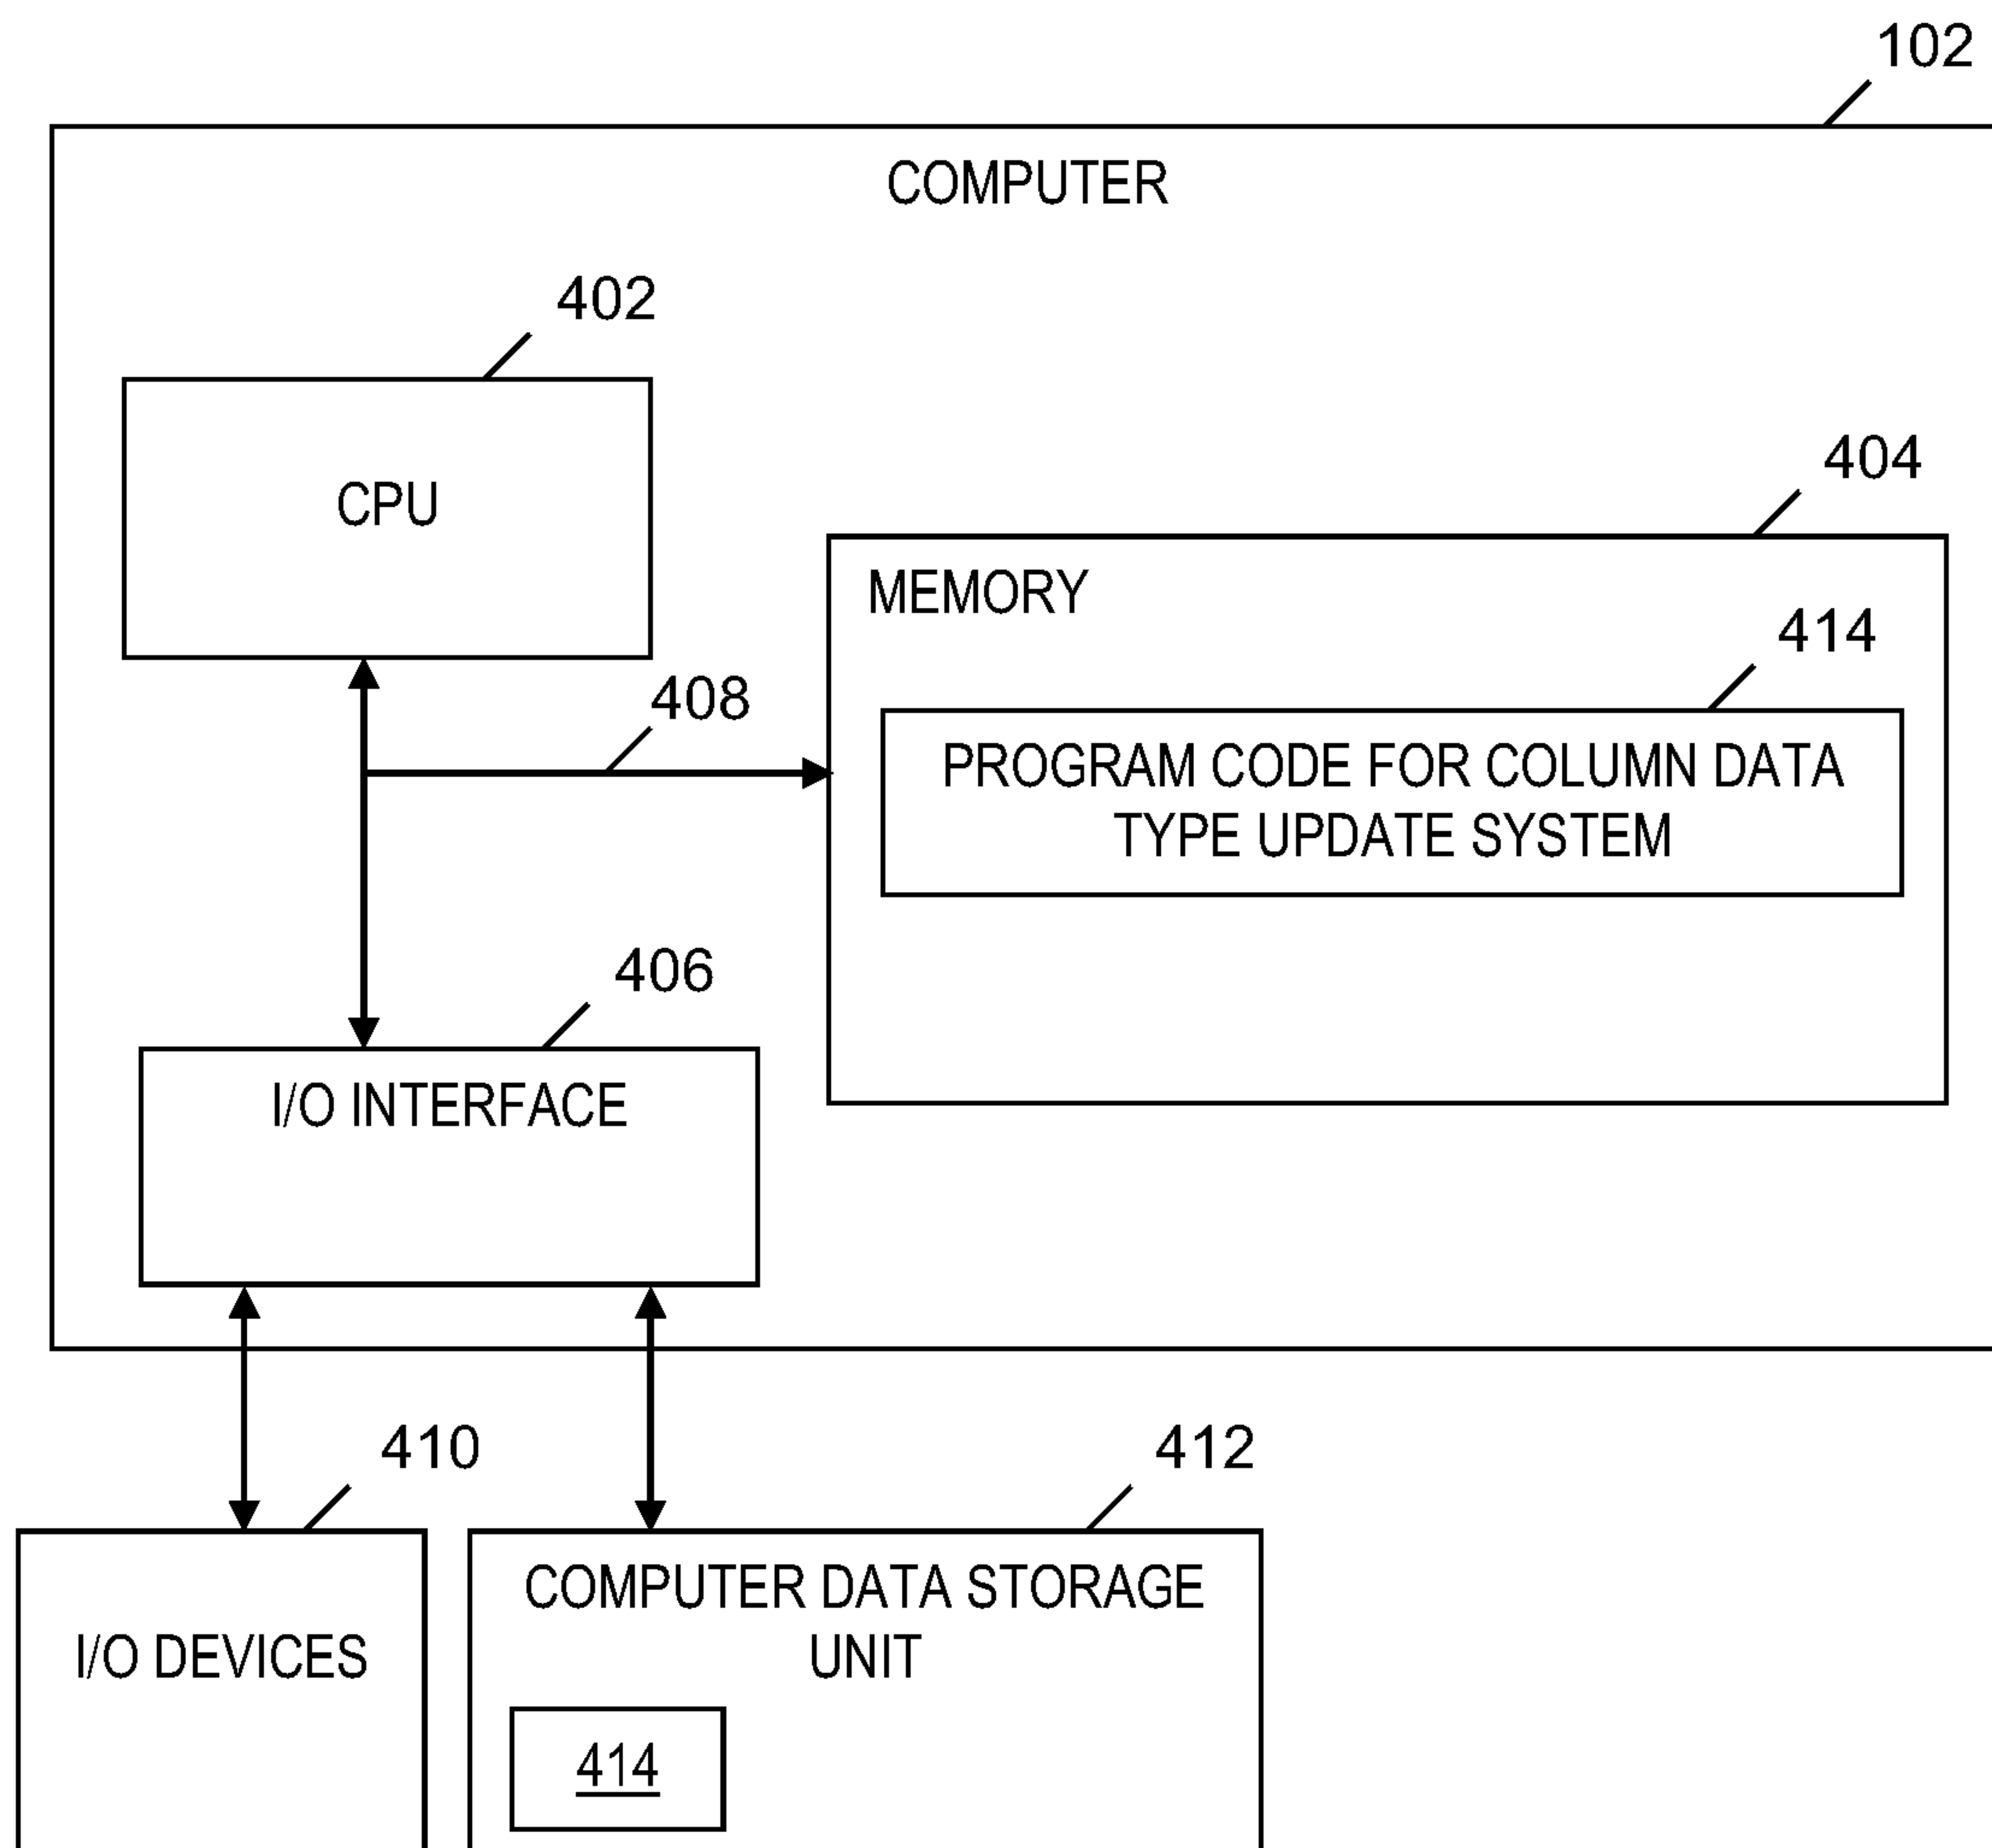 102
COMPUTER
402
CPU
404
MEMORY
414
408
PROGRAM CODE FOR COLUMN DATA
TYPE UPDATE SYSTEM
406
I/O INTERFACE
410
412
I/O DEVICES
COMPUTER DATA STORAGE
UNIT
414